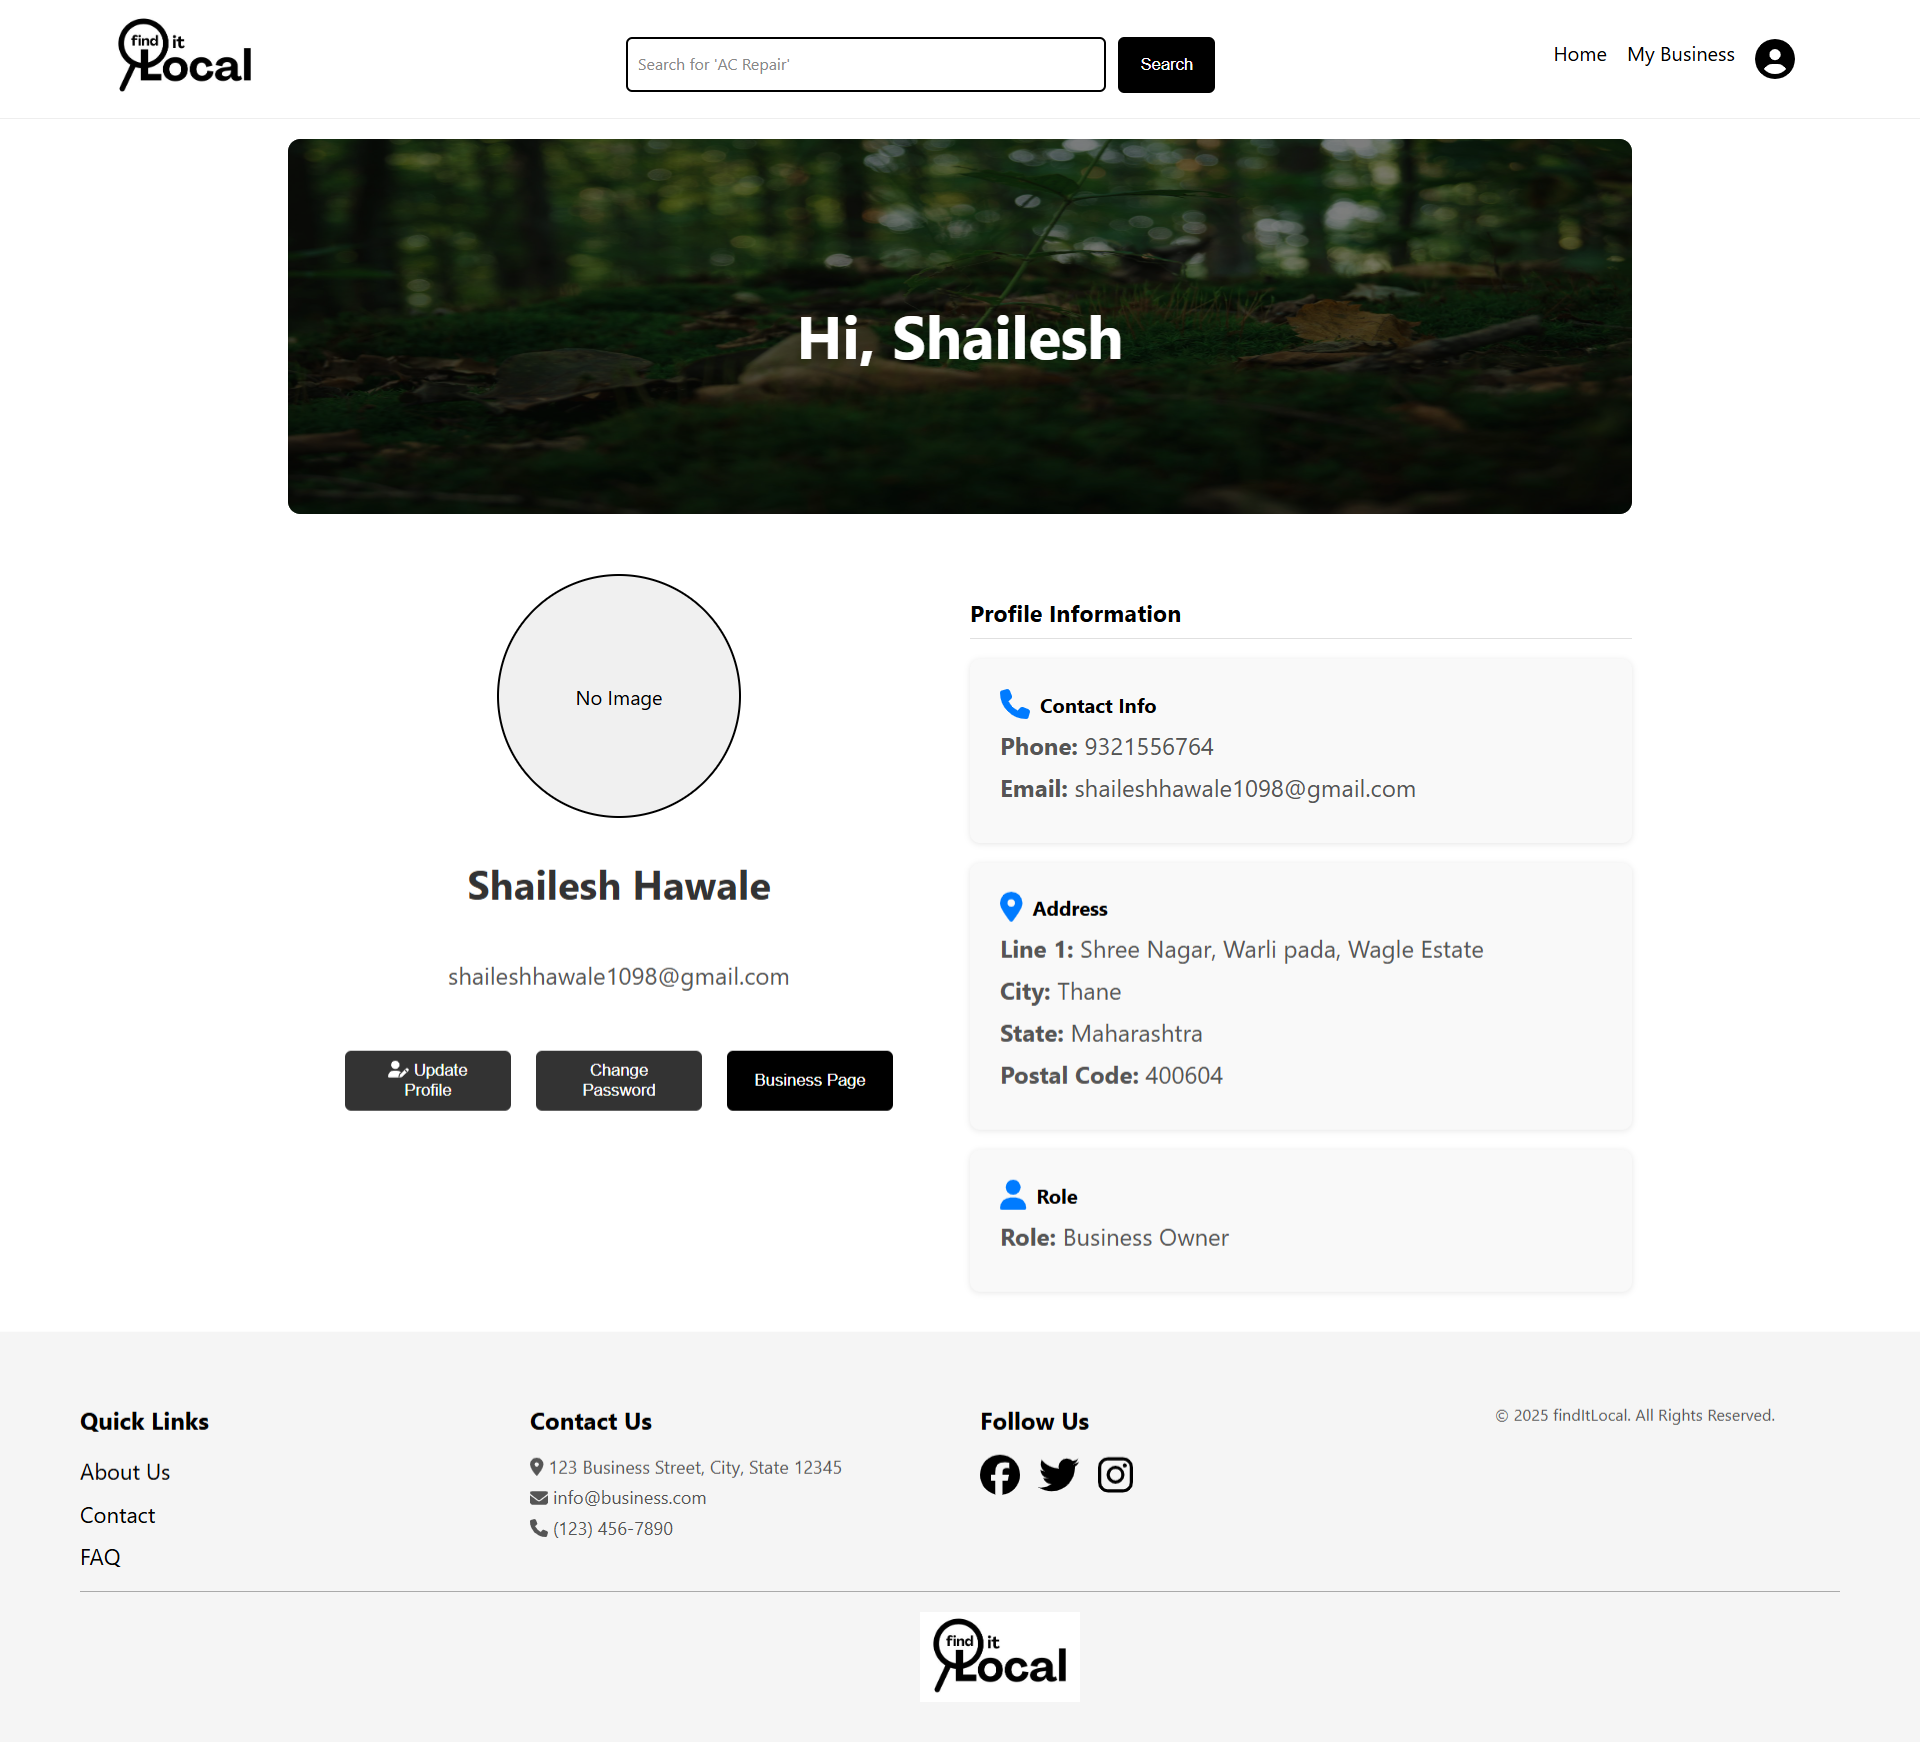 find it
Local
Search for 'AC Repair'
Search
Home
My Business
Hi, Shailesh
No Image
Shailesh Hawale
shaileshhawale1098@gmail.com
Update
Profile
Change
Password
Business Page
Profile Information
Contact Info
Phone: 9321556764
Email: shaileshhawale1098@gmail.com
Address
Line 1: Shree Nagar, Warli pada, Wagle Estate
City: Thane
State: Maharashtra
Postal Code: 400604
Role
Role: Business Owner
Quick Links
About Us
Contact
FAQ
Contact Us
123 Business Street, City, State 12345
info@business.com
(123) 456-7890
Follow Us
© 2025 findItLocal. All Rights Reserved.
find it
Local